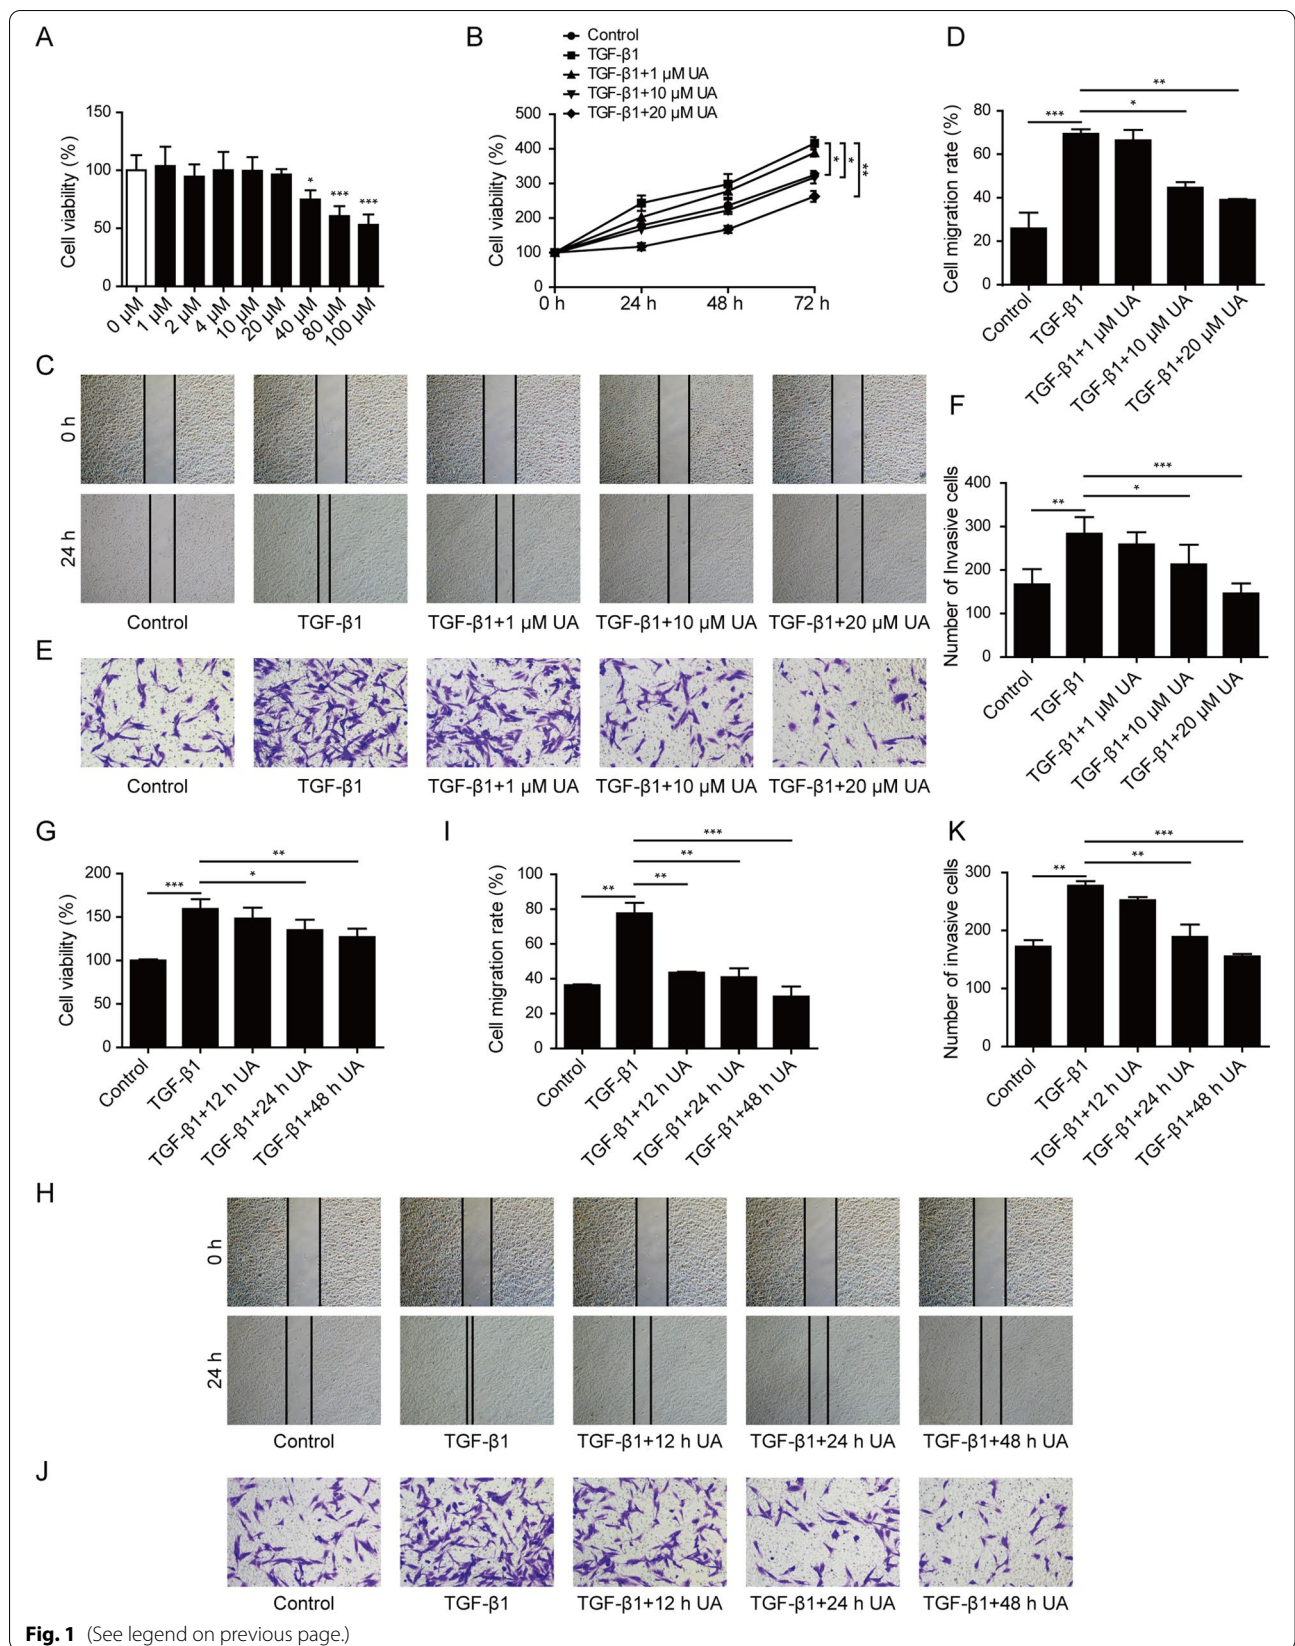 A
Cell viability (%)
150
100
50
0
*
***
***
0 µM
1 µM
2 µM
4 µM
10 µM
20 µM
40 µM
80 µM
100 µM
B
Control
TGF-β1
TGF-β1+1 µM UA
TGF-β1+10 µM UA
TGF-β1+20 µM UA
Cell viability (%)
500
400
300
200
100
0
*
*
**
0 h
24 h
48 h
72 h
D
Cell migration rate (%)
80
60
40
20
0
***
*
**
Control
TGF-β1
TGF-β1+1 µM UA
TGF-β1+10 µM UA
TGF-β1+20 µM UA
C
0 h
24 h
Control
TGF-β1
TGF-β1+1 µM UA
TGF-β1+10 µM UA
TGF-β1+20 µM UA
F
Number of Invasive cells
400
300
200
100
0
**
*
***
Control
TGF-β1
TGF-β1+1 µM UA
TGF-β1+10 µM UA
TGF-β1+20 µM UA
E
Control
TGF-β1
TGF-β1+1 µM UA
TGF-β1+10 µM UA
TGF-β1+20 µM UA
G
Cell viability (%)
200
150
100
50
0
***
*
**
Control
TGF-β1
TGF-β1+12 h UA
TGF-β1+24 h UA
TGF-β1+48 h UA
I
Cell migration rate (%)
100
80
60
40
20
0
**
**
**
***
Control
TGF-β1
TGF-β1+12 h UA
TGF-β1+24 h UA
TGF-β1+48 h UA
K
Number of invasive cells
300
200
100
0
**
**
***
Control
TGF-β1
TGF-β1+12 h UA
TGF-β1+24 h UA
TGF-β1+48 h UA
H
0 h
24 h
Control
TGF-β1
TGF-β1+12 h UA
TGF-β1+24 h UA
TGF-β1+48 h UA
J
Control
TGF-β1
TGF-β1+12 h UA
TGF-β1+24 h UA
TGF-β1+48 h UA
Fig. 1 (See legend on previous page.)